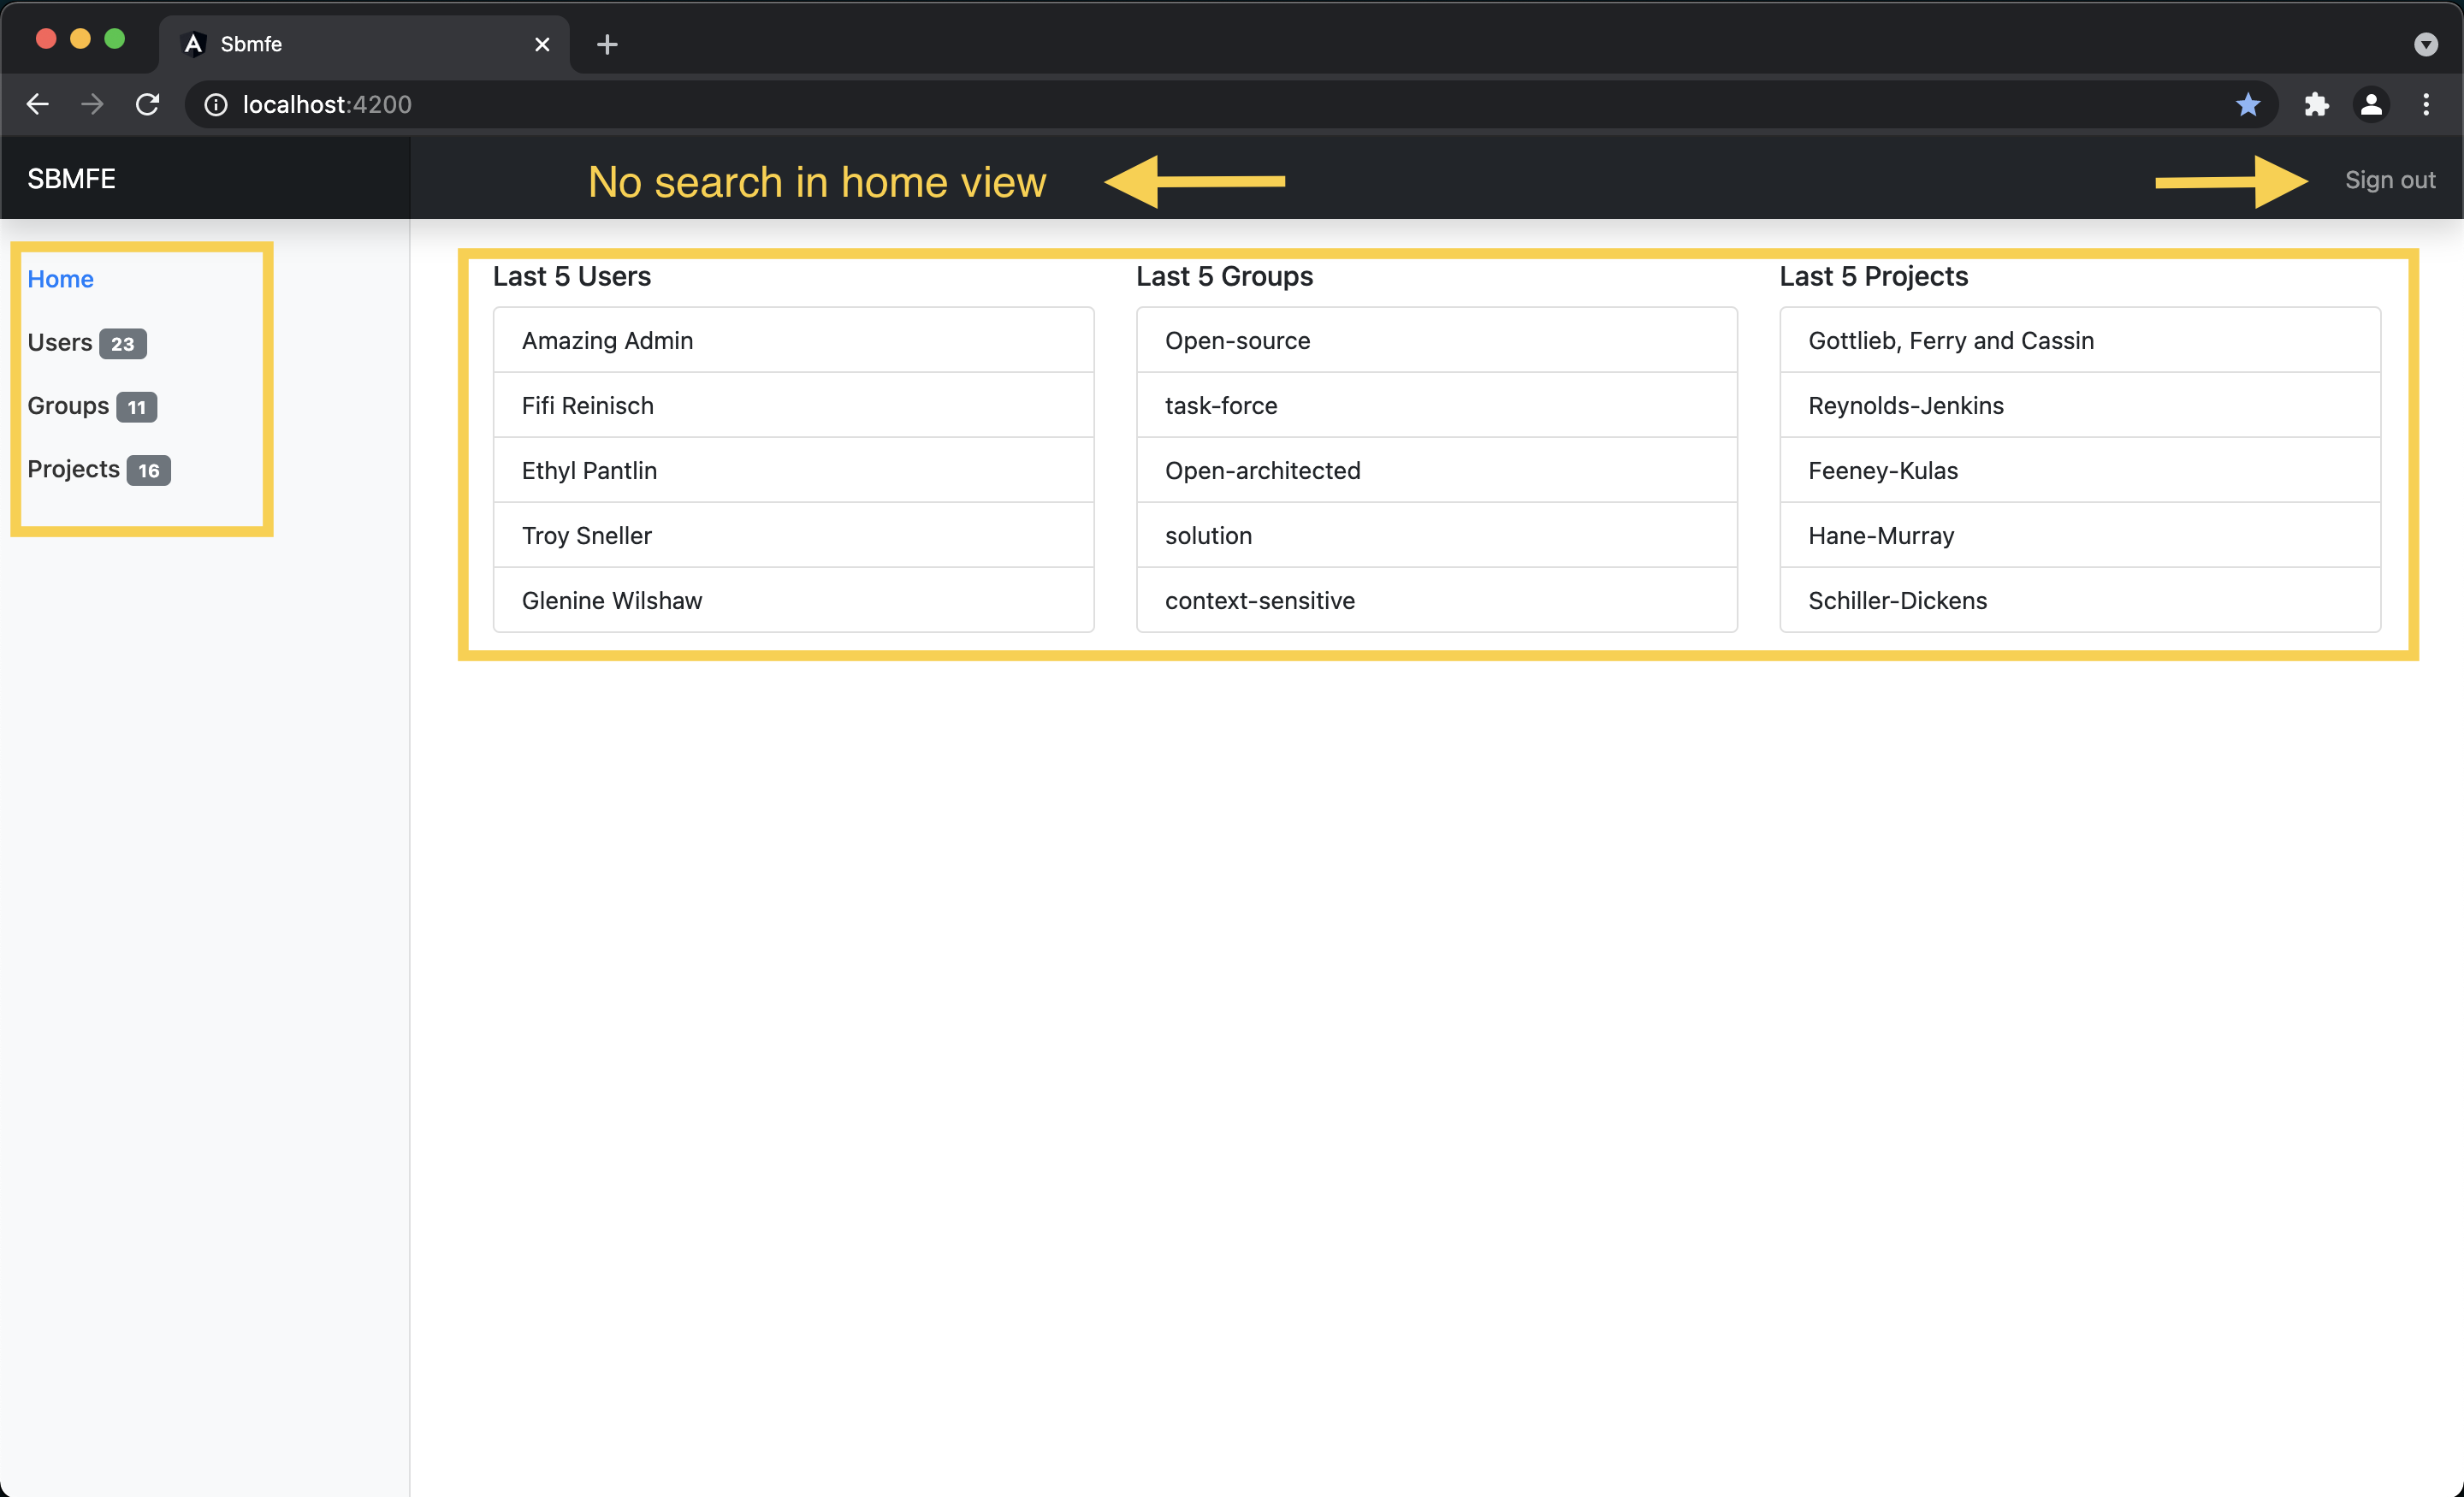 Sbmfe
localhost:4200
SBMFE
No search in home view
Sign out
Home
Users 23
Groups 11
Projects 16
Last 5 Users
Amazing Admin
Fifi Reinisch
Ethyl Pantlin
Troy Sneller
Glenine Wilshaw
Last 5 Groups
Open-source
task-force
Open-architected
solution
context-sensitive
Last 5 Projects
Gottlieb, Ferry and Cassin
Reynolds-Jenkins
Feeney-Kulas
Hane-Murray
Schiller-Dickens